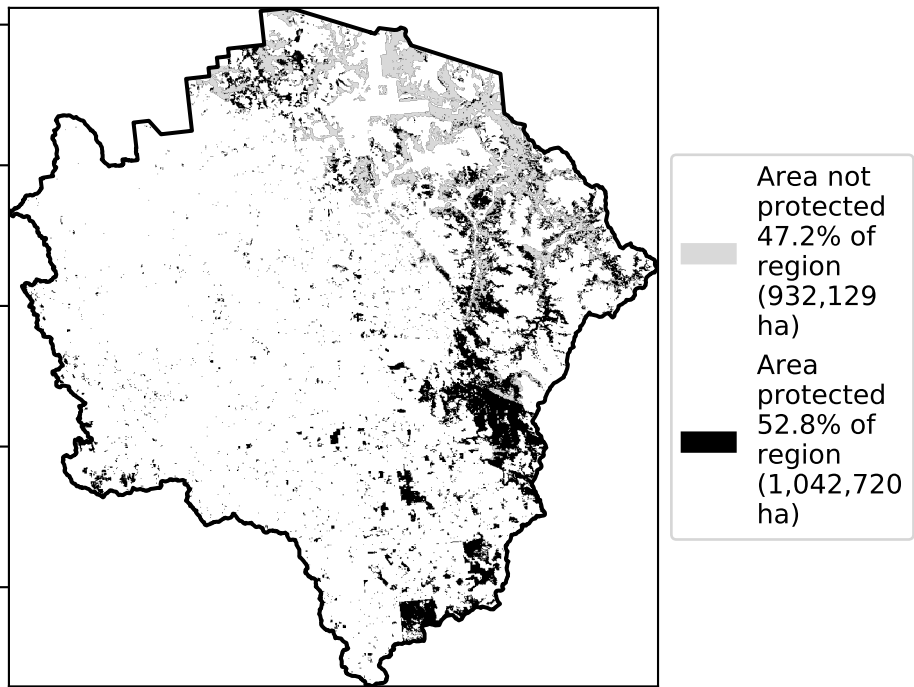 Area not
protected
47.2% of
region
(932,129
ha)
Area
protected
52.8% of
region
(1,042,720
ha)